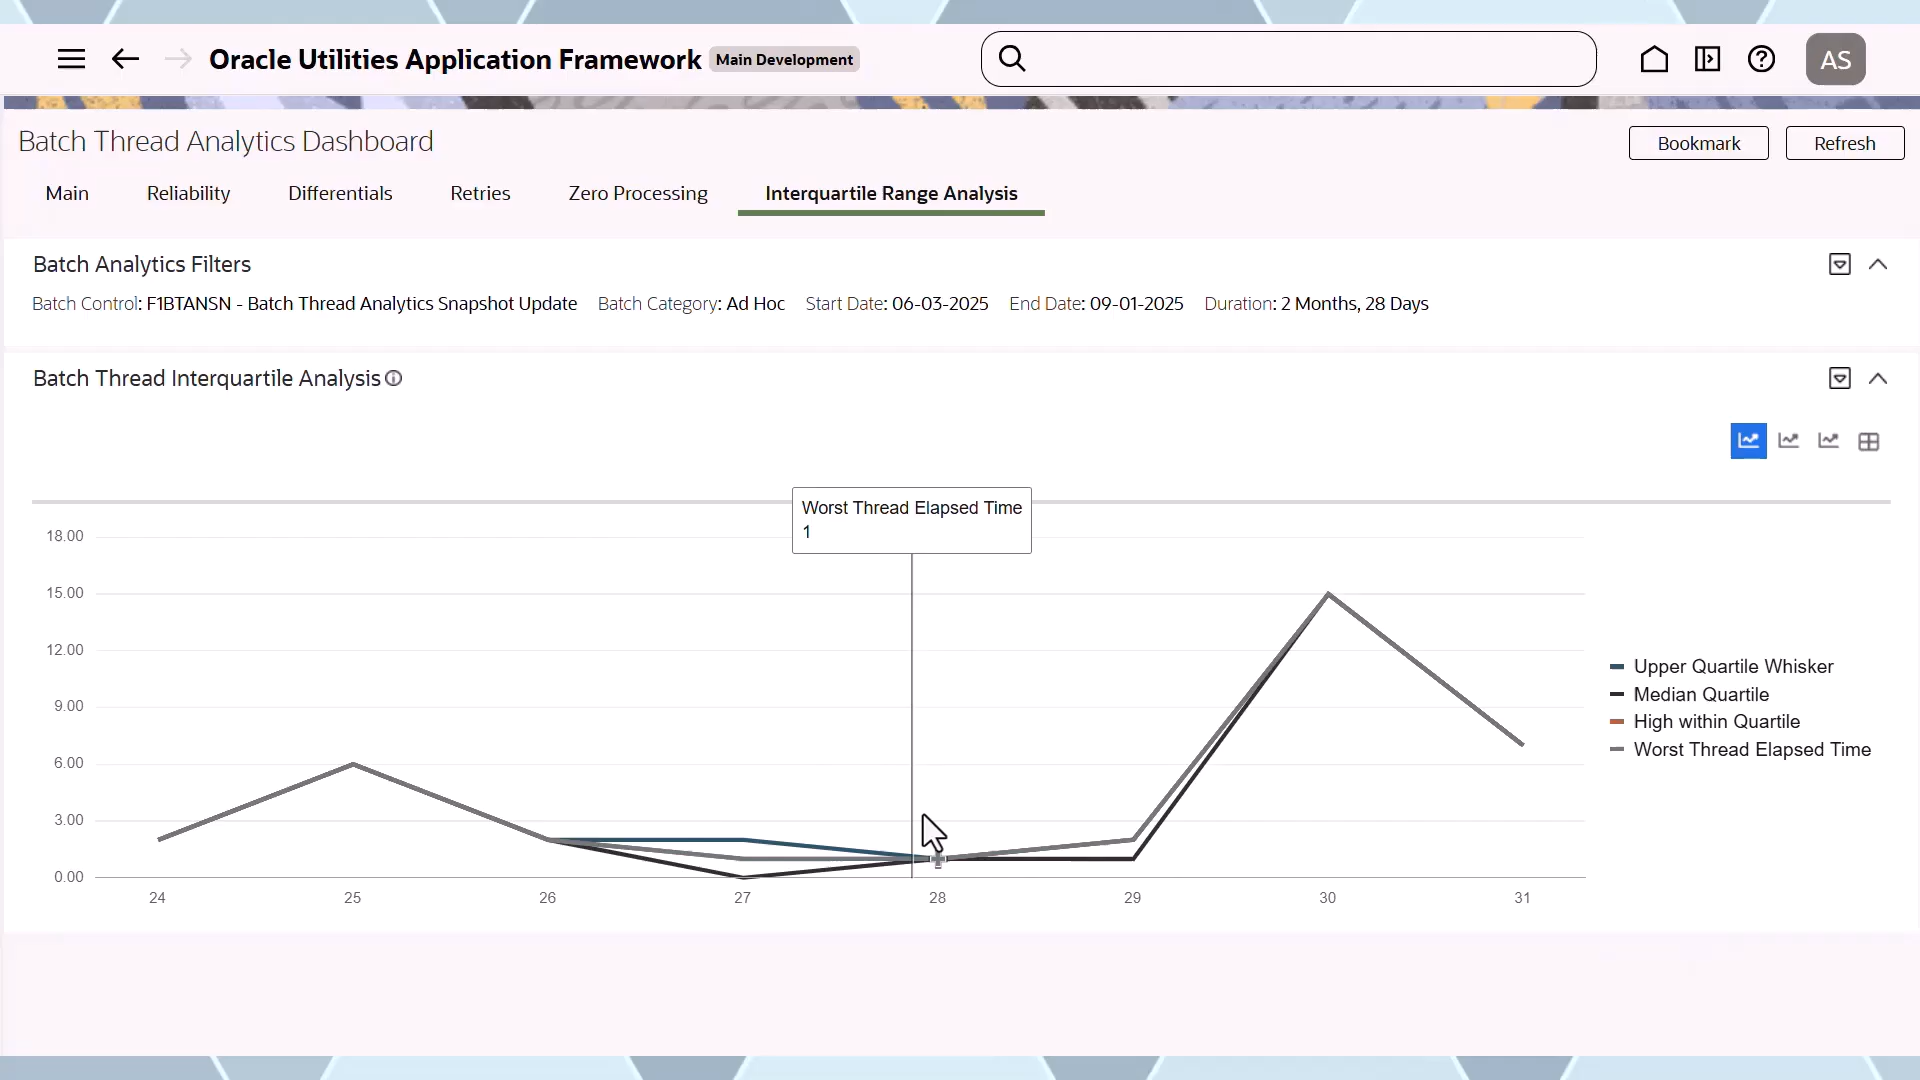 Oracle Utilities Application Framework Main Development
AS
Batch Thread Analytics Dashboard
Bookmark Refresh
Main Reliability Differentials Retries Zero Processing Interquartile Range Analysis
Batch Analytics Filters
Batch Control: F1BTANSN - Batch Thread Analytics Snapshot Update Batch Category: Ad Hoc Start Date: 06-03-2025 End Date: 09-01-2025 Duration: 2 Months, 28 Days
Batch Thread Interquartile Analysis
Worst Thread Elapsed Time
1
18.00
15.00
12.00
9.00
6.00
3.00
0.00
24 25 26 27 28 29 30 31
Upper Quartile Whisker
Median Quartile
High within Quartile
Worst Thread Elapsed Time